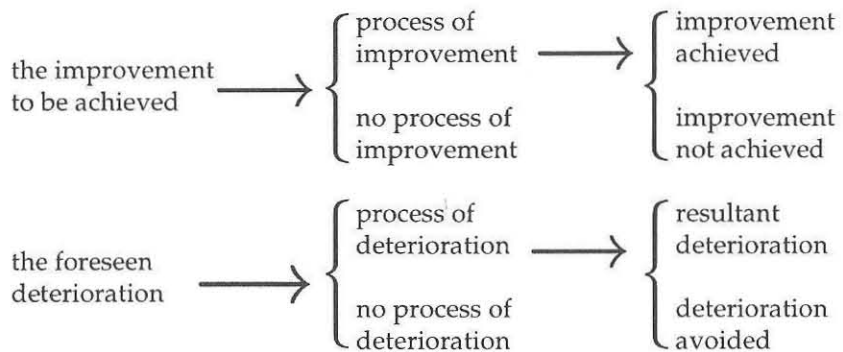 the improvement
to be achieved
process of
improvement
no process of
improvement
improvement
achieved
improvement
not achieved
the foreseen
deterioration
process of
deterioration
no process of
deterioration
resultant
deterioration
deterioration
avoided